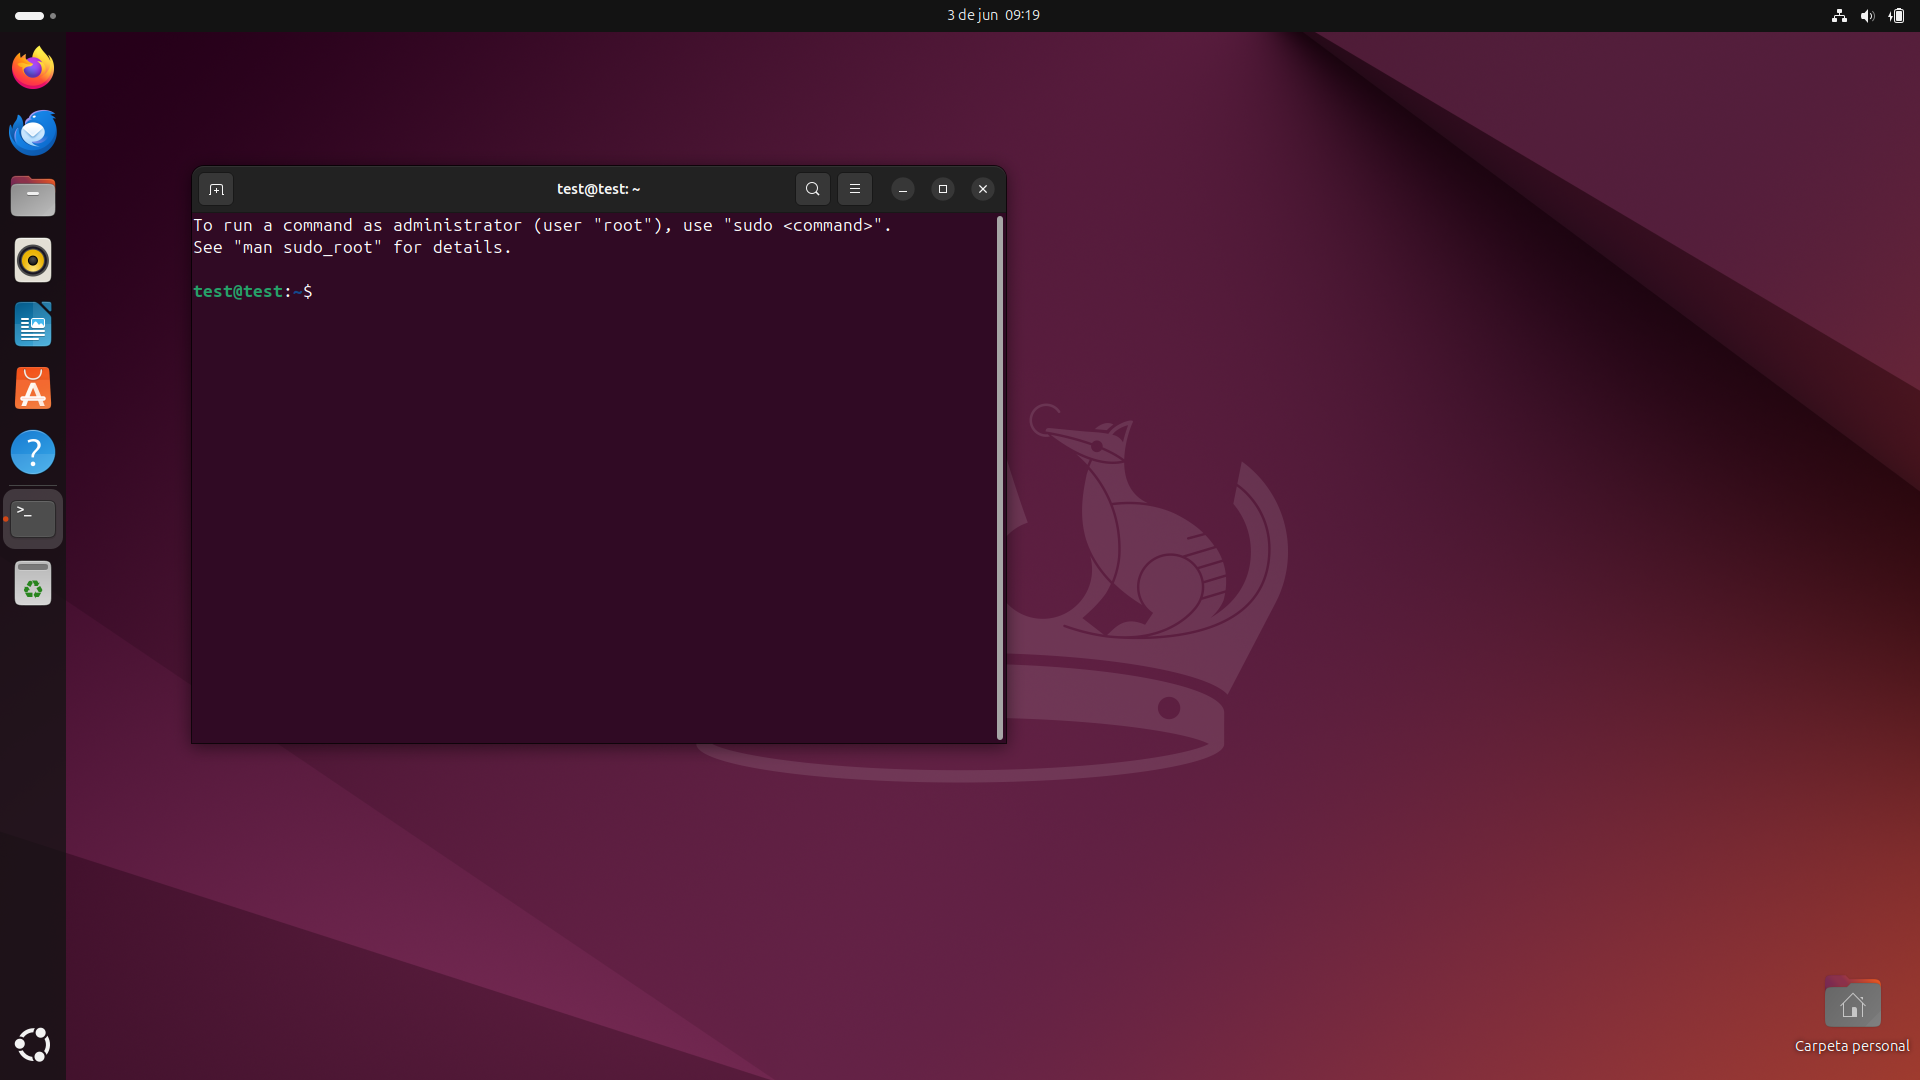 3 de jun 09:19
test@test: ~
To run a command as administrator (user "root"), use "sudo <command>".
See "man sudo_root" for details.
test@test:~$
>_
Carpeta personal